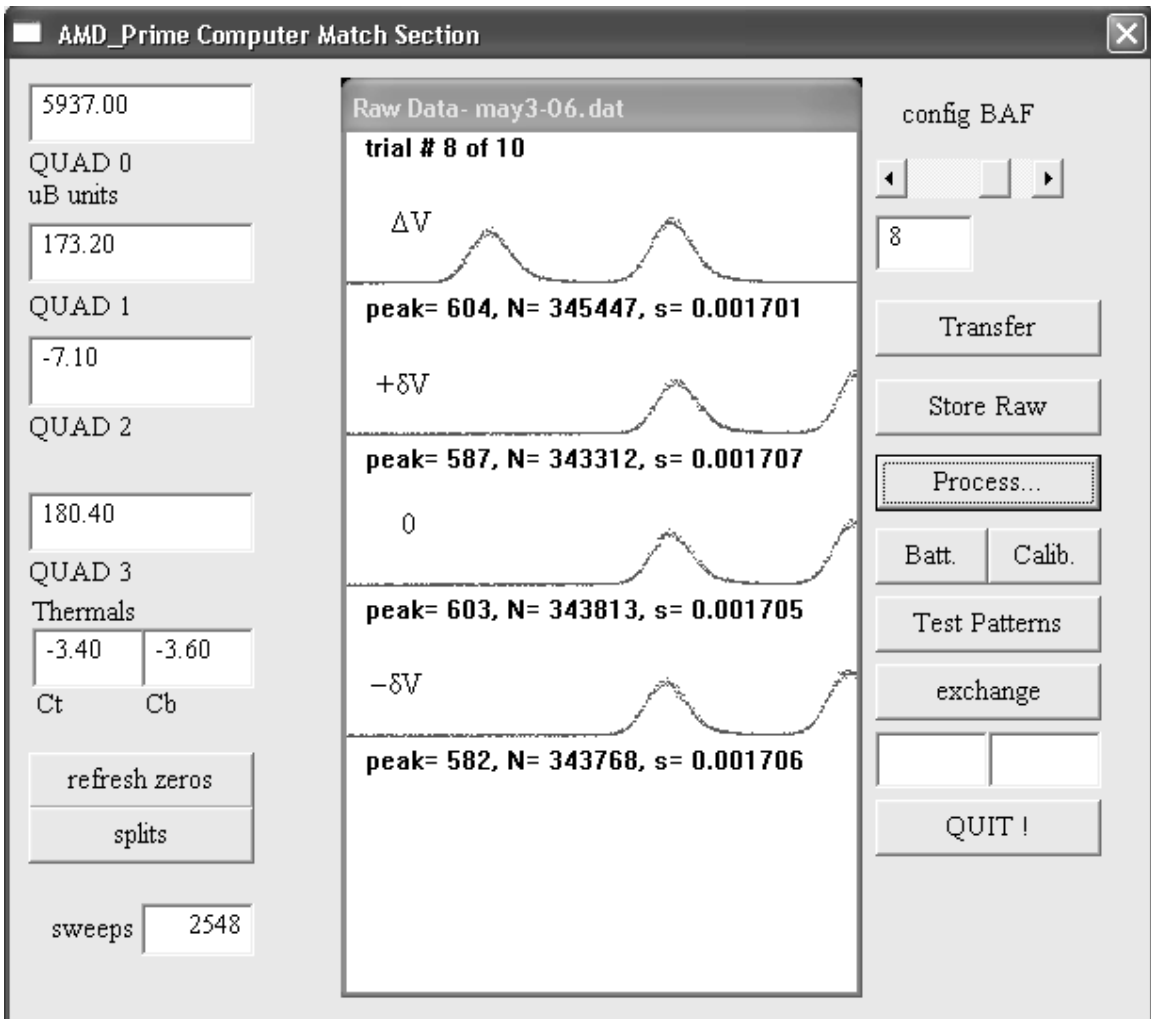 AMD_Prime Computer Match Section
5937.00
QUAD 0
uB units
173.20
QUAD 1
-7.10
QUAD 2
180.40
QUAD 3
Thermals
-3.40 -3.60
Ct Cb
refresh zeros
splits
sweeps 2548
Raw Data- may3-06.dat
trial # 8 of 10
ΔV
peak= 604, N= 345447, s= 0.001701
+δV
peak= 587, N= 343312, s= 0.001707
0
peak= 603, N= 343813, s= 0.001705
−δV
peak= 582, N= 343768, s= 0.001706
config BAF
8
Transfer
Store Raw
Process...
Batt. Calib.
Test Patterns
exchange
QUIT !